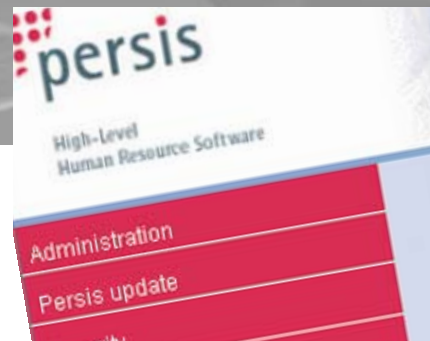 persis
High-Level
Human Resource Software
Administration
Persis update